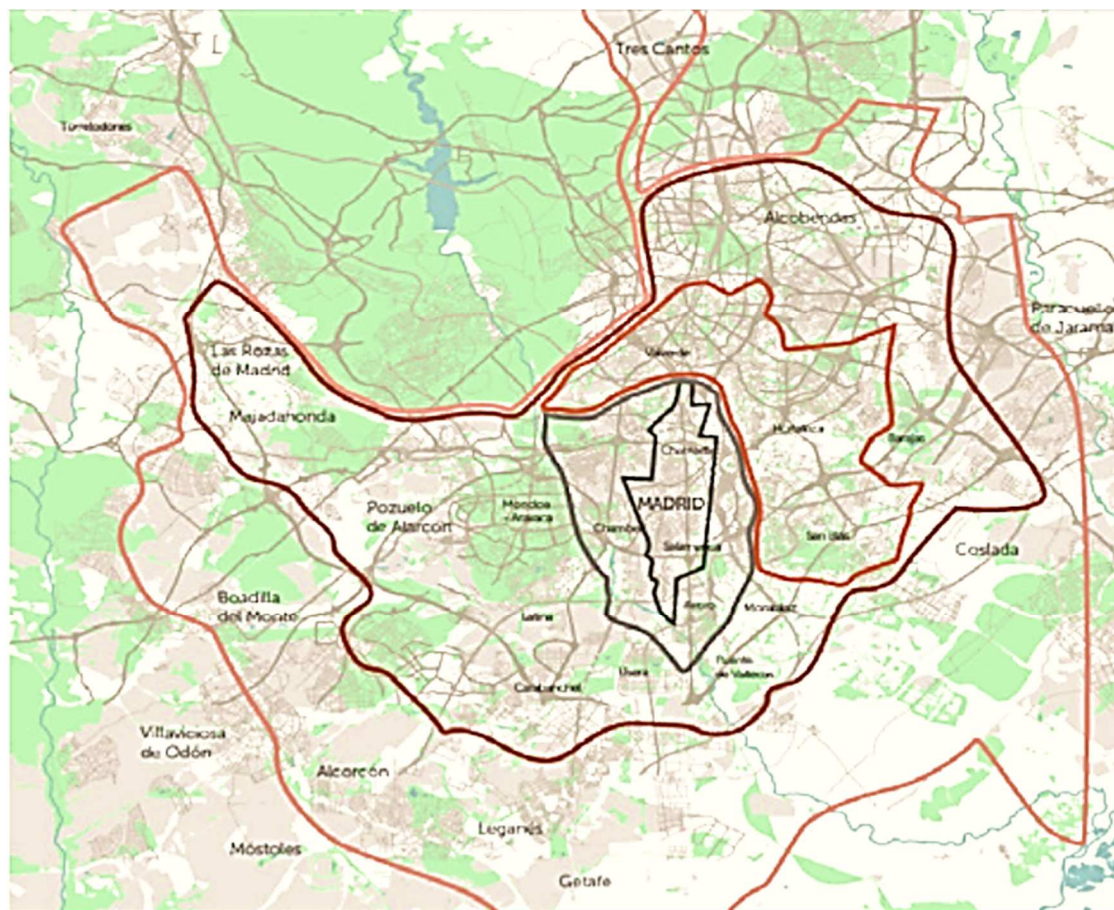 Tres Cantos
Torrelodones
Alcobendas
Paracuello
de Jarama
Las Rozas
de Madrid
Valverde
Majadahonda
Hortaleza
Barajas
Chamartín
Pozuelo
de Alarcón
Moncloa
- Aravaca
MADRID
Chamberí
Salamanca
San Blas
Coslada
Boadilla
del Monte
Latina
Retiro
Moratalaz
Usera
Puente
de Vallecas
Carabanchel
Villaviciosa
de Odón
Alcorcón
Leganés
Móstoles
Getafe